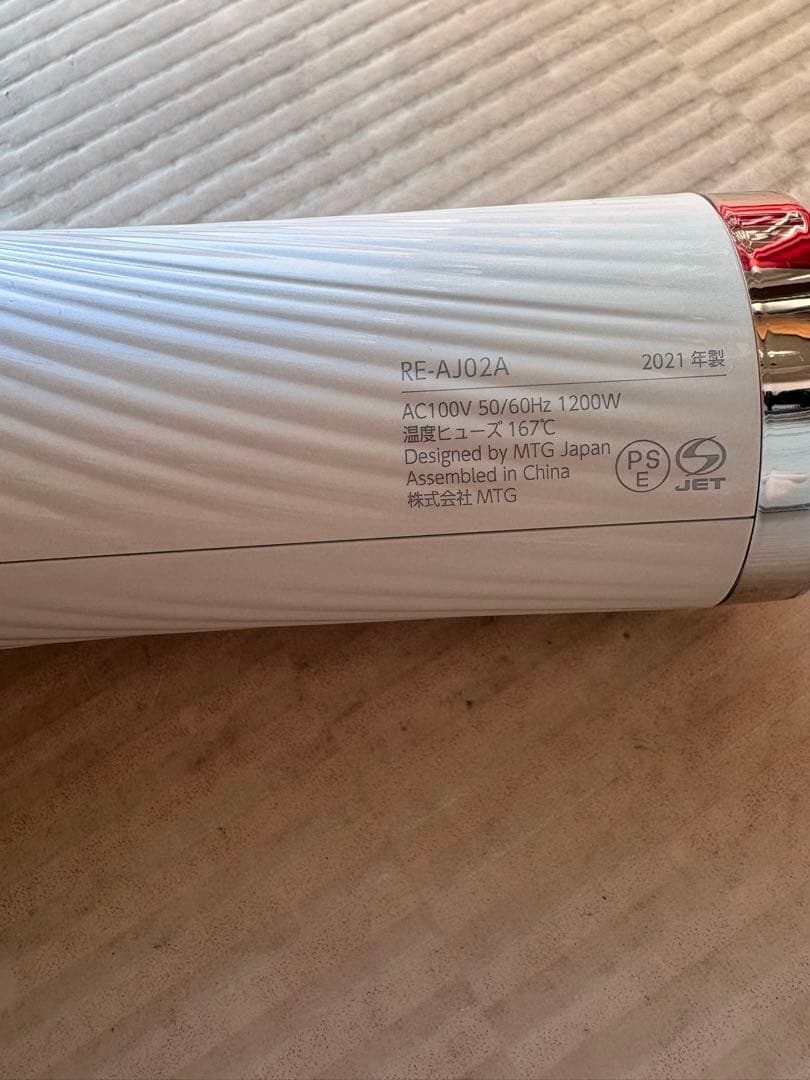 RE-AJ02A 2021 年製
AC100V 50/60Hz 1200W
温度ヒューズ 167℃
Designed by MTG Japan
Assembled in China
株式会社 MTG
PS
E
JET